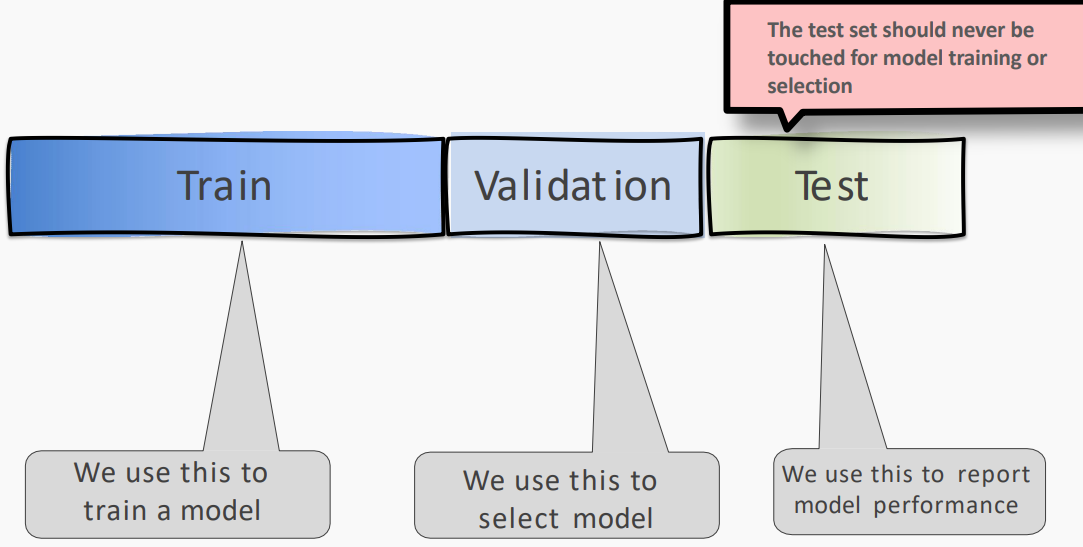 The test set should never be
touched for model training or
selection
Train
Validation
Test
We use this to
train a model
We use this to
select model
We use this to report
model performance